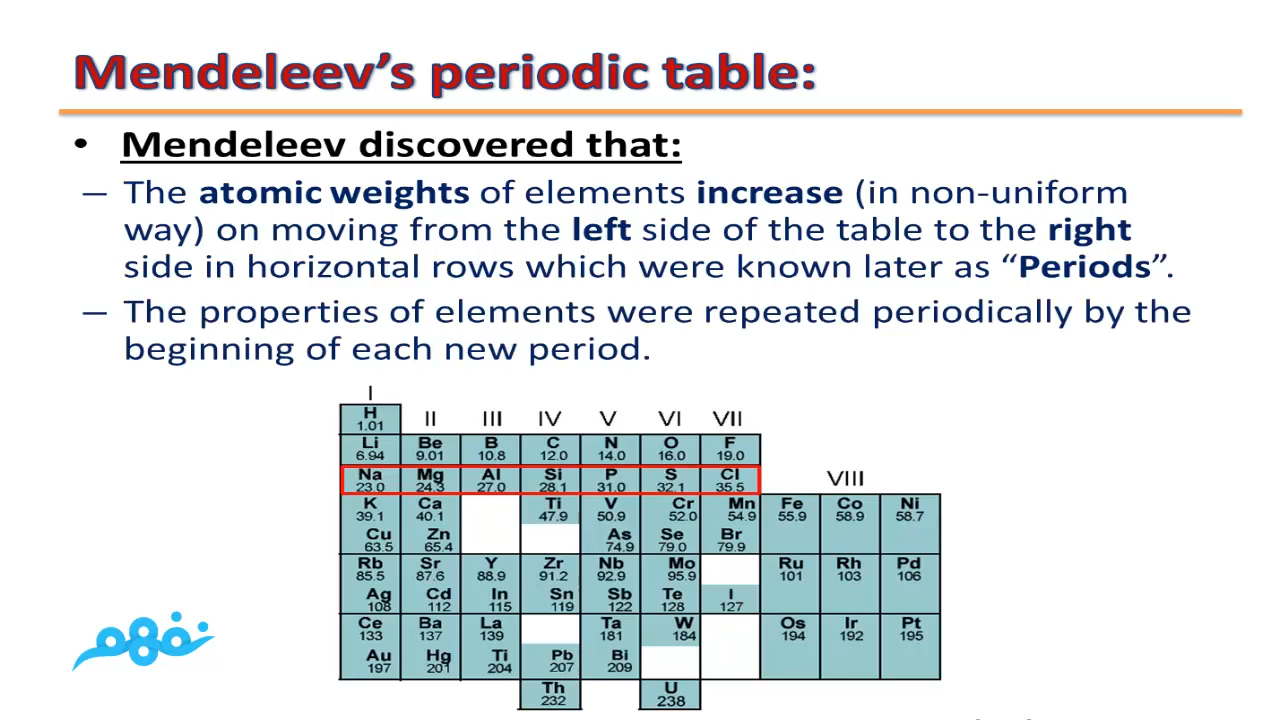 Mendeleev's periodic table:
• Mendeleev discovered that:
– The atomic weights of elements increase (in non-uniform
way) on moving from the left side of the table to the right
side in horizontal rows which were known later as “Periods”.
– The properties of elements were repeated periodically by the
beginning of each new period.
I
H II III IV V VI VII
1.01
Li Be B C N O F
6.94 9.01 10.8 12.0 14.0 16.0 19.0
Na Mg Al Si P S Cl VIII
23.0 24.3 27.0 28.1 31.0 32.1 35.5
K Ca Ti V Cr Mn Fe Co Ni
39.1 40.1 47.9 50.9 52.0 54.9 55.9 58.9 58.7
Cu Zn As Se Br
63.5 65.4 74.9 79.0 79.9
Rb Sr Y Zr Nb Mo Ru Rh Pd
85.5 87.6 88.9 91.2 92.9 95.9 101 103 106
Ag Cd In Sn Sb Te I
108 112 115 119 122 128 127
Ce Ba La Ta W Os Ir Pt
133 137 139 181 184 194 192 195
Au Hg Ti Pb Bi
197 201 204 207 209
Th U
232 238
نفهم